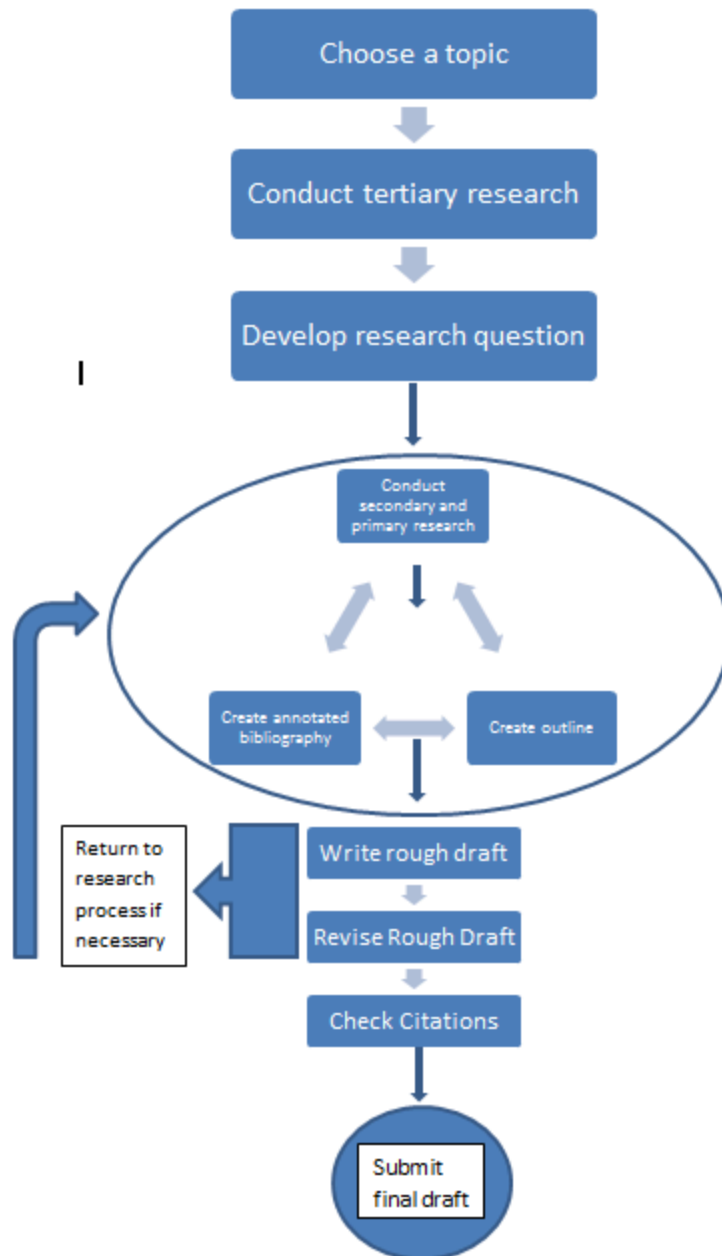 Choose a topic
Conduct tertiary research
Develop research question
I
Conduct
secondary and
primary research
Create annotated
bibliography
Create outline
Write rough draft
Return to
research
process if
necessary
Revise Rough Draft
Check Citations
Submit
final draft